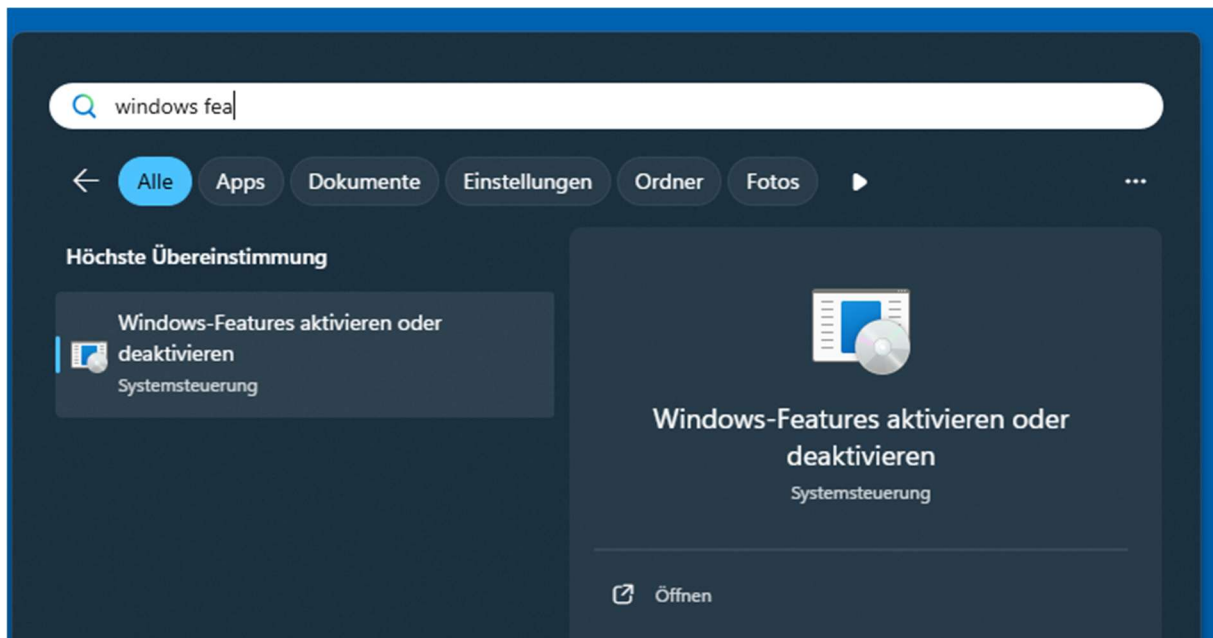 windows fea
Alle Apps Dokumente Einstellungen Ordner Fotos
Höchste Übereinstimmung
Windows-Features aktivieren oder
deaktivieren
Systemsteuerung
Windows-Features aktivieren oder
deaktivieren
Systemsteuerung
Öffnen